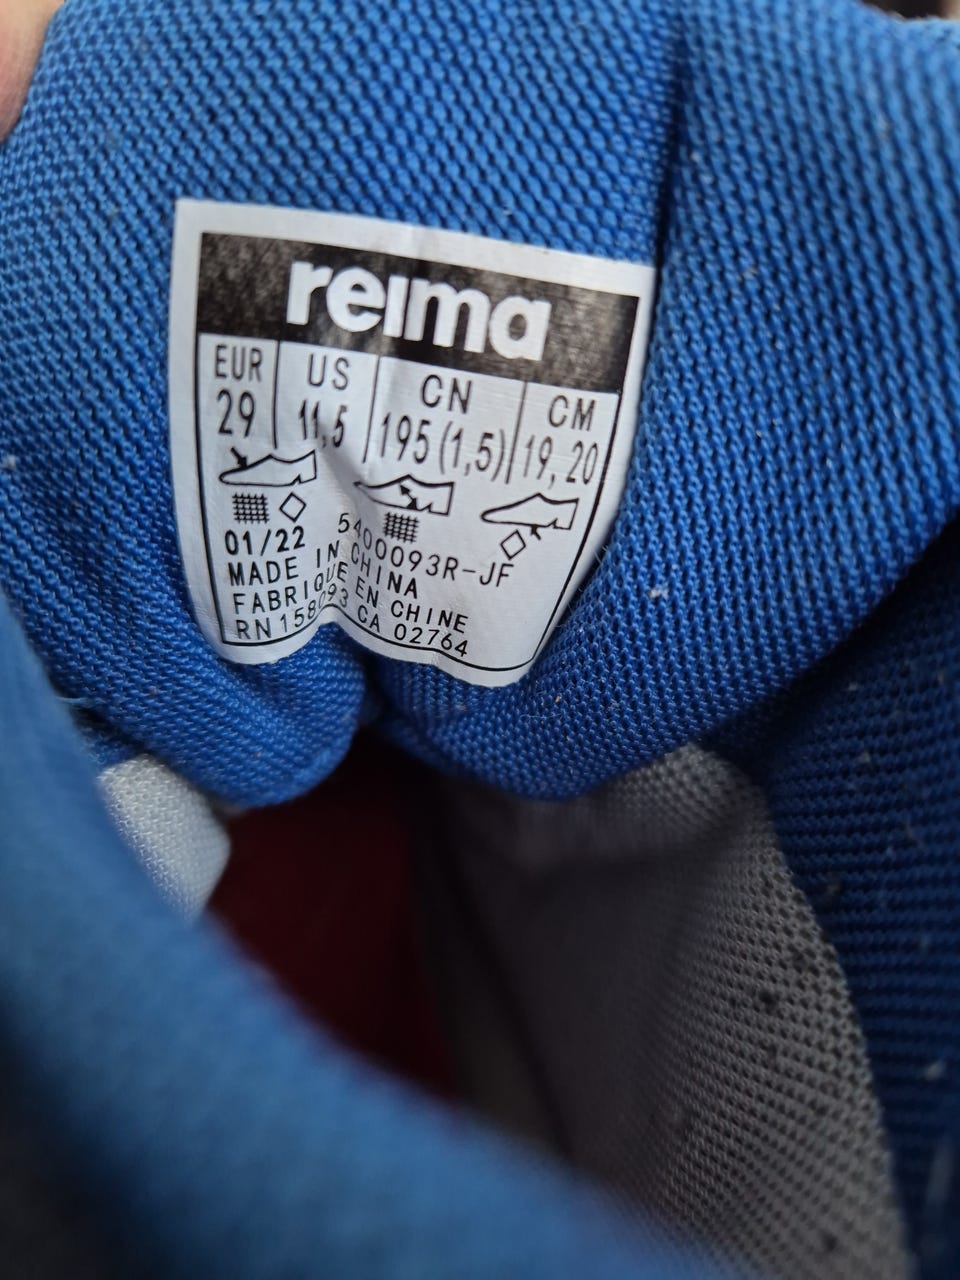 reima
EUR US CN CM
29 11,5 195(1,5) 19,20
01/22 5400093R-JF
MADE IN CHINA
FABRIQUE EN CHINE
RN158093 CA 02764